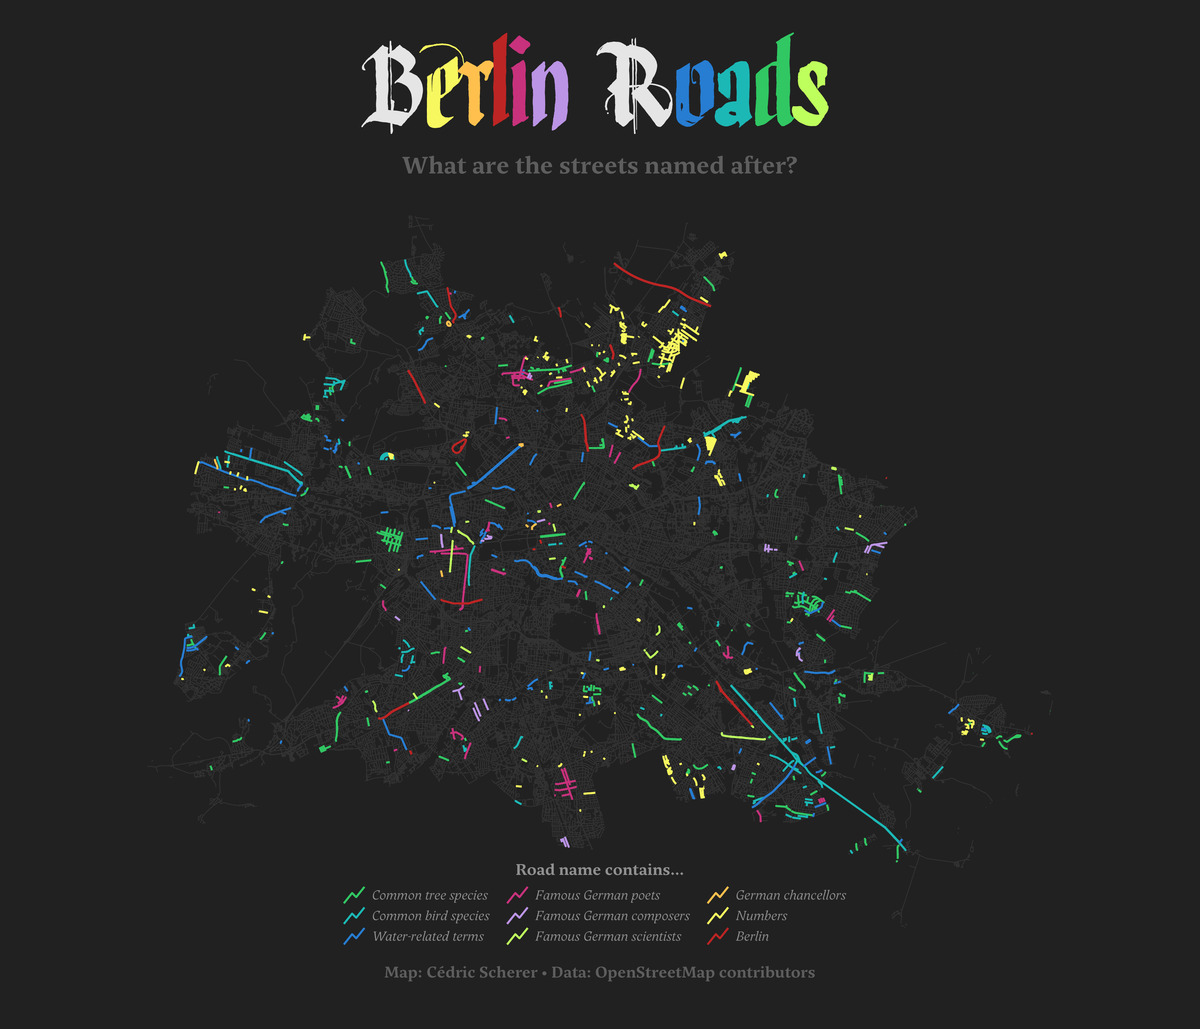 Berlin Roads
What are the streets named after?
Road name contains...
Common tree species
Common bird species
Water-related terms
Famous German poets
Famous German composers
Famous German scientists
German chancellors
Numbers
Berlin
Map: Cédric Scherer • Data: OpenStreetMap contributors